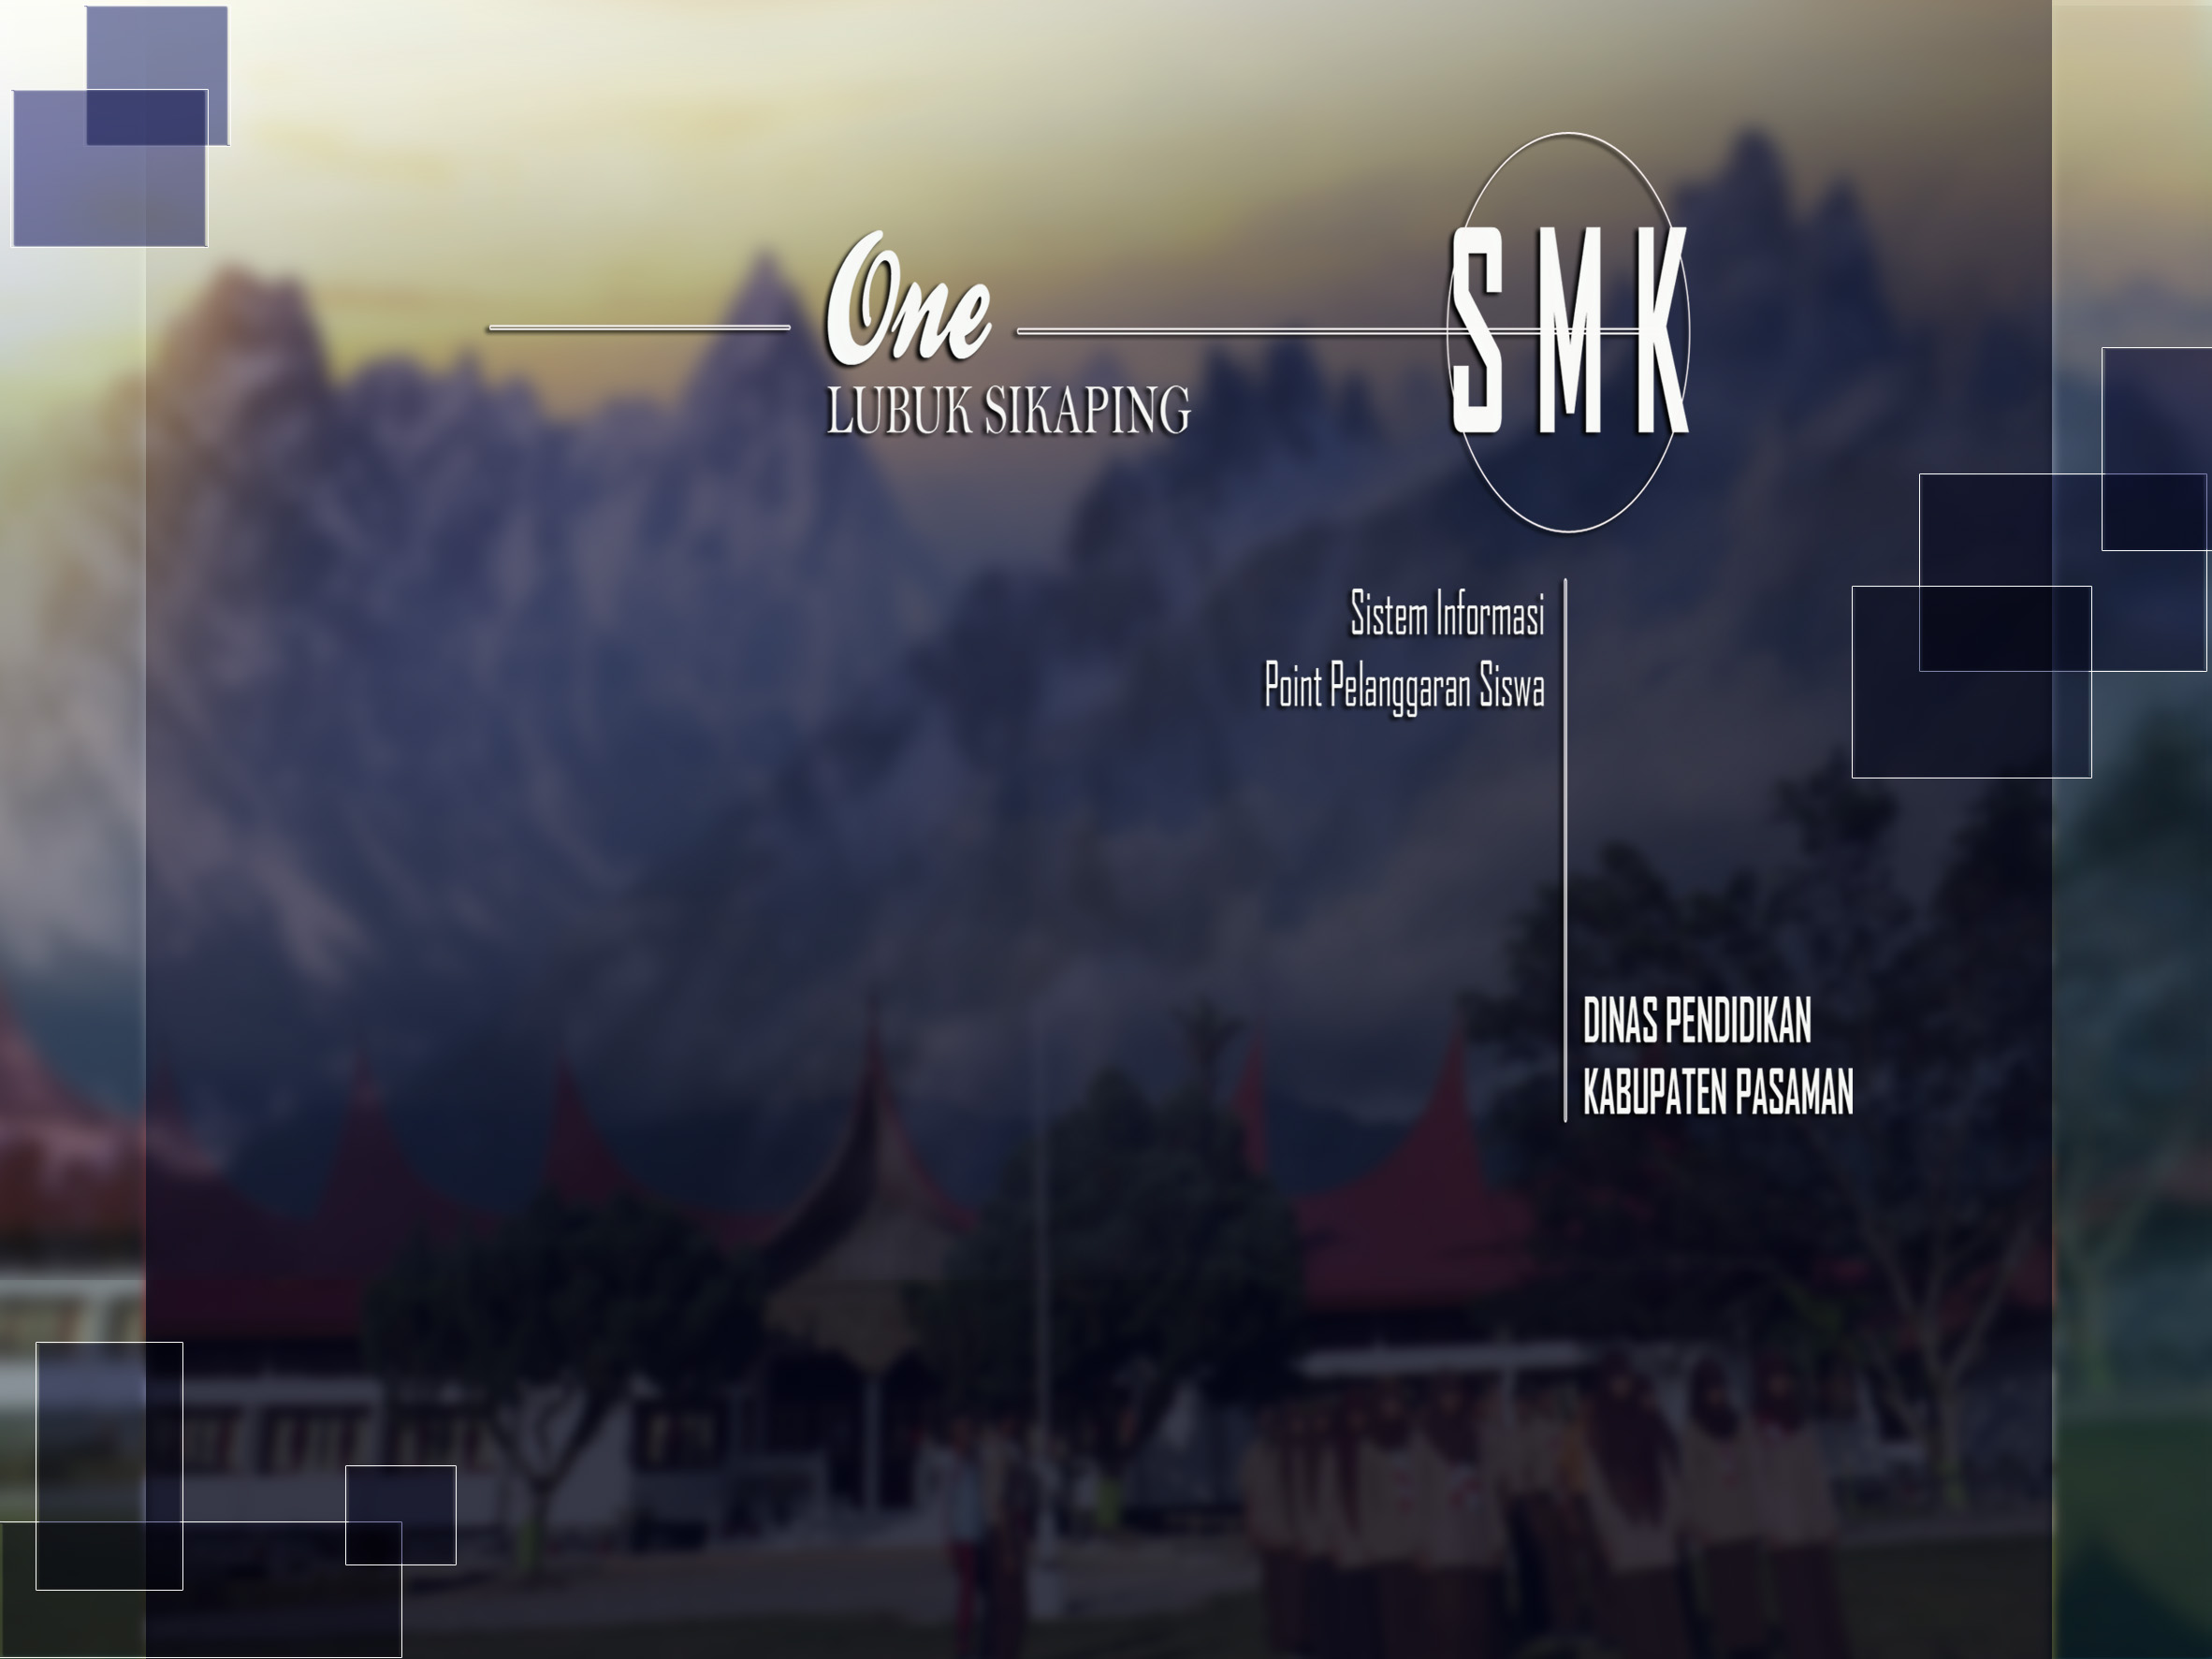 One
LUBUK SIKAPING
SMK
Sistem Informasi
Point Pelanggaran Siswa
DINAS PENDIDIKAN
KABUPATEN PASAMAN